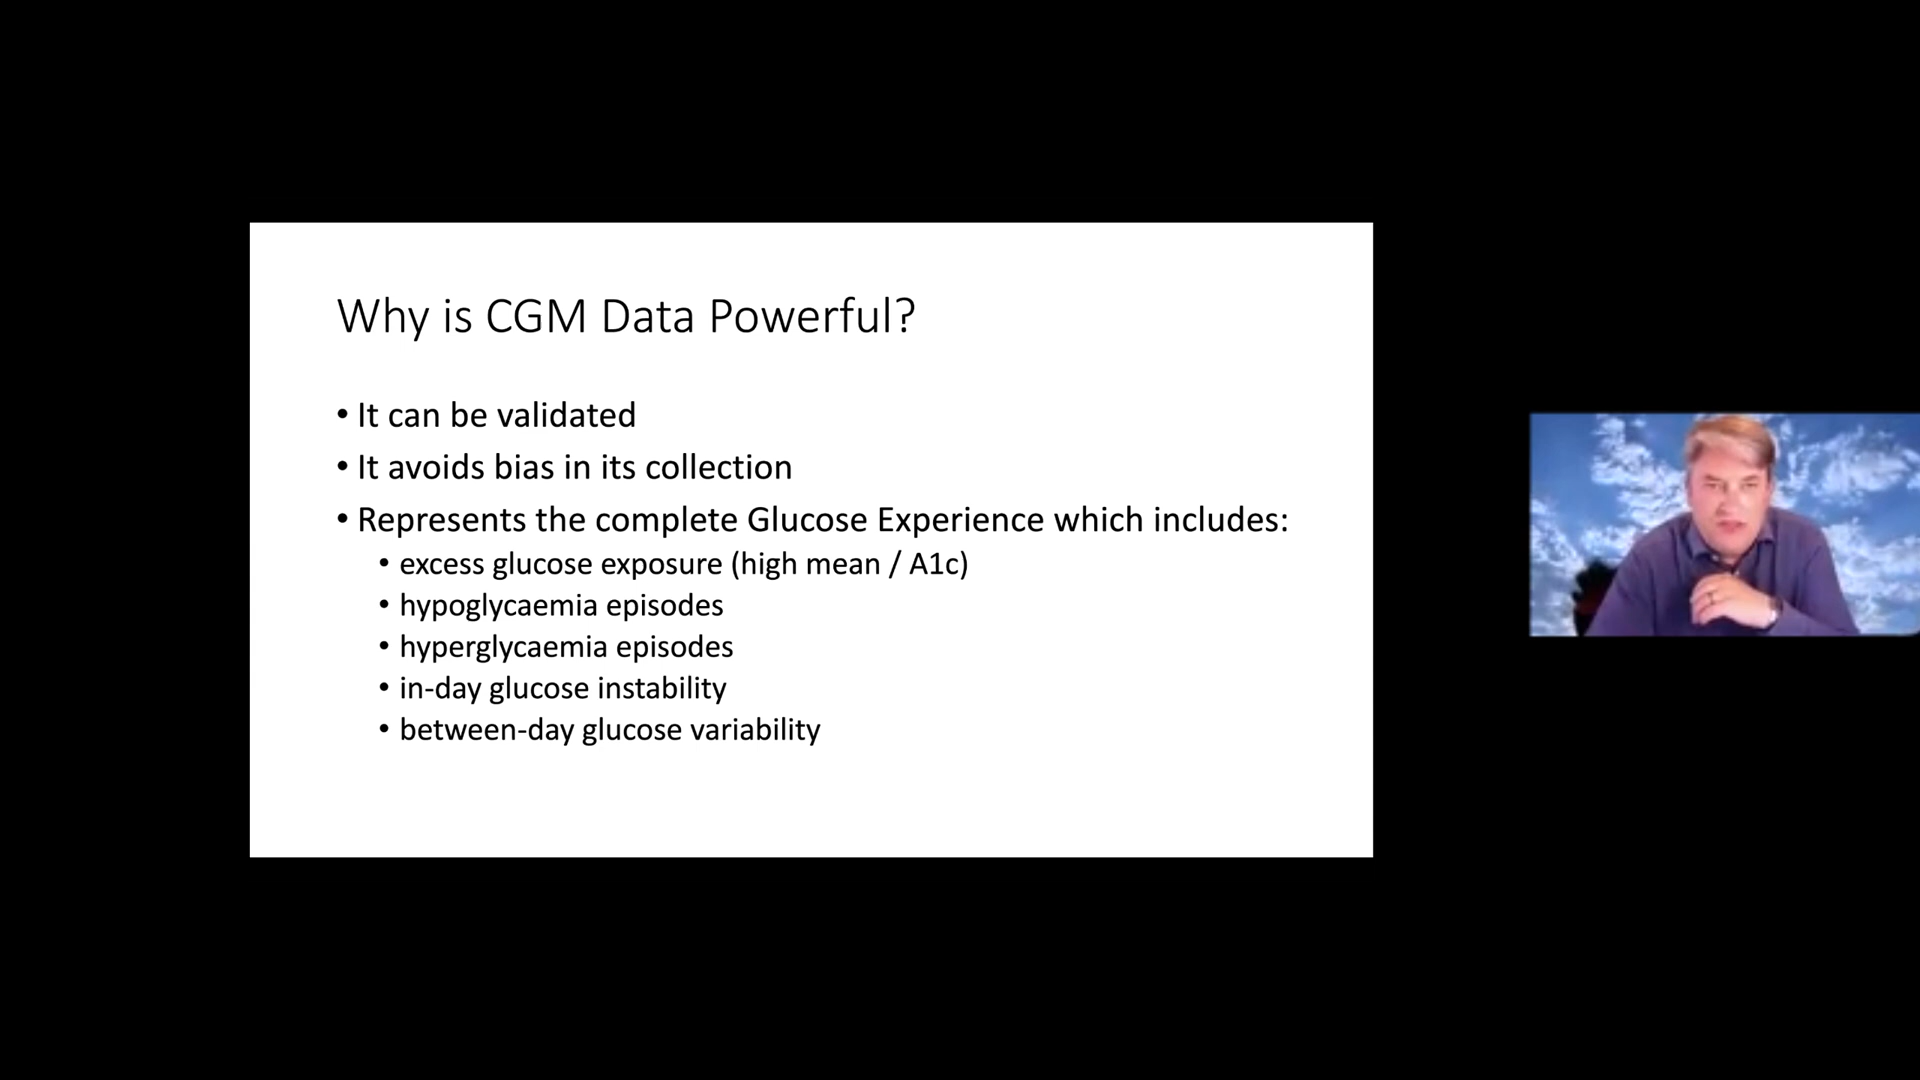 Why is CGM Data Powerful?
• It can be validated
• It avoids bias in its collection
• Represents the complete Glucose Experience which includes:
• excess glucose exposure (high mean / A1c)
• hypoglycaemia episodes
• hyperglycaemia episodes
• in-day glucose instability
• between-day glucose variability